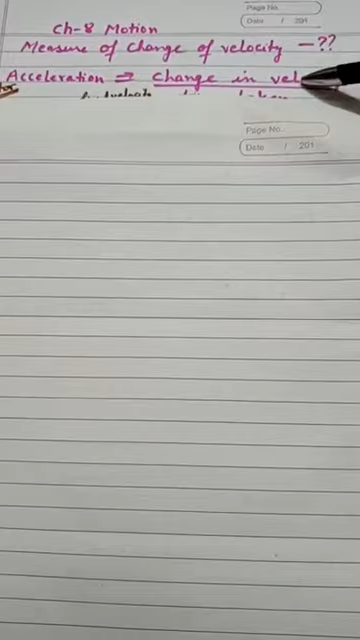 Page No.
Date / 201
Ch-8 Motion
Measure of change of velocity -??
Acceleration ⇒ change in vel
Page No.
Date / 201